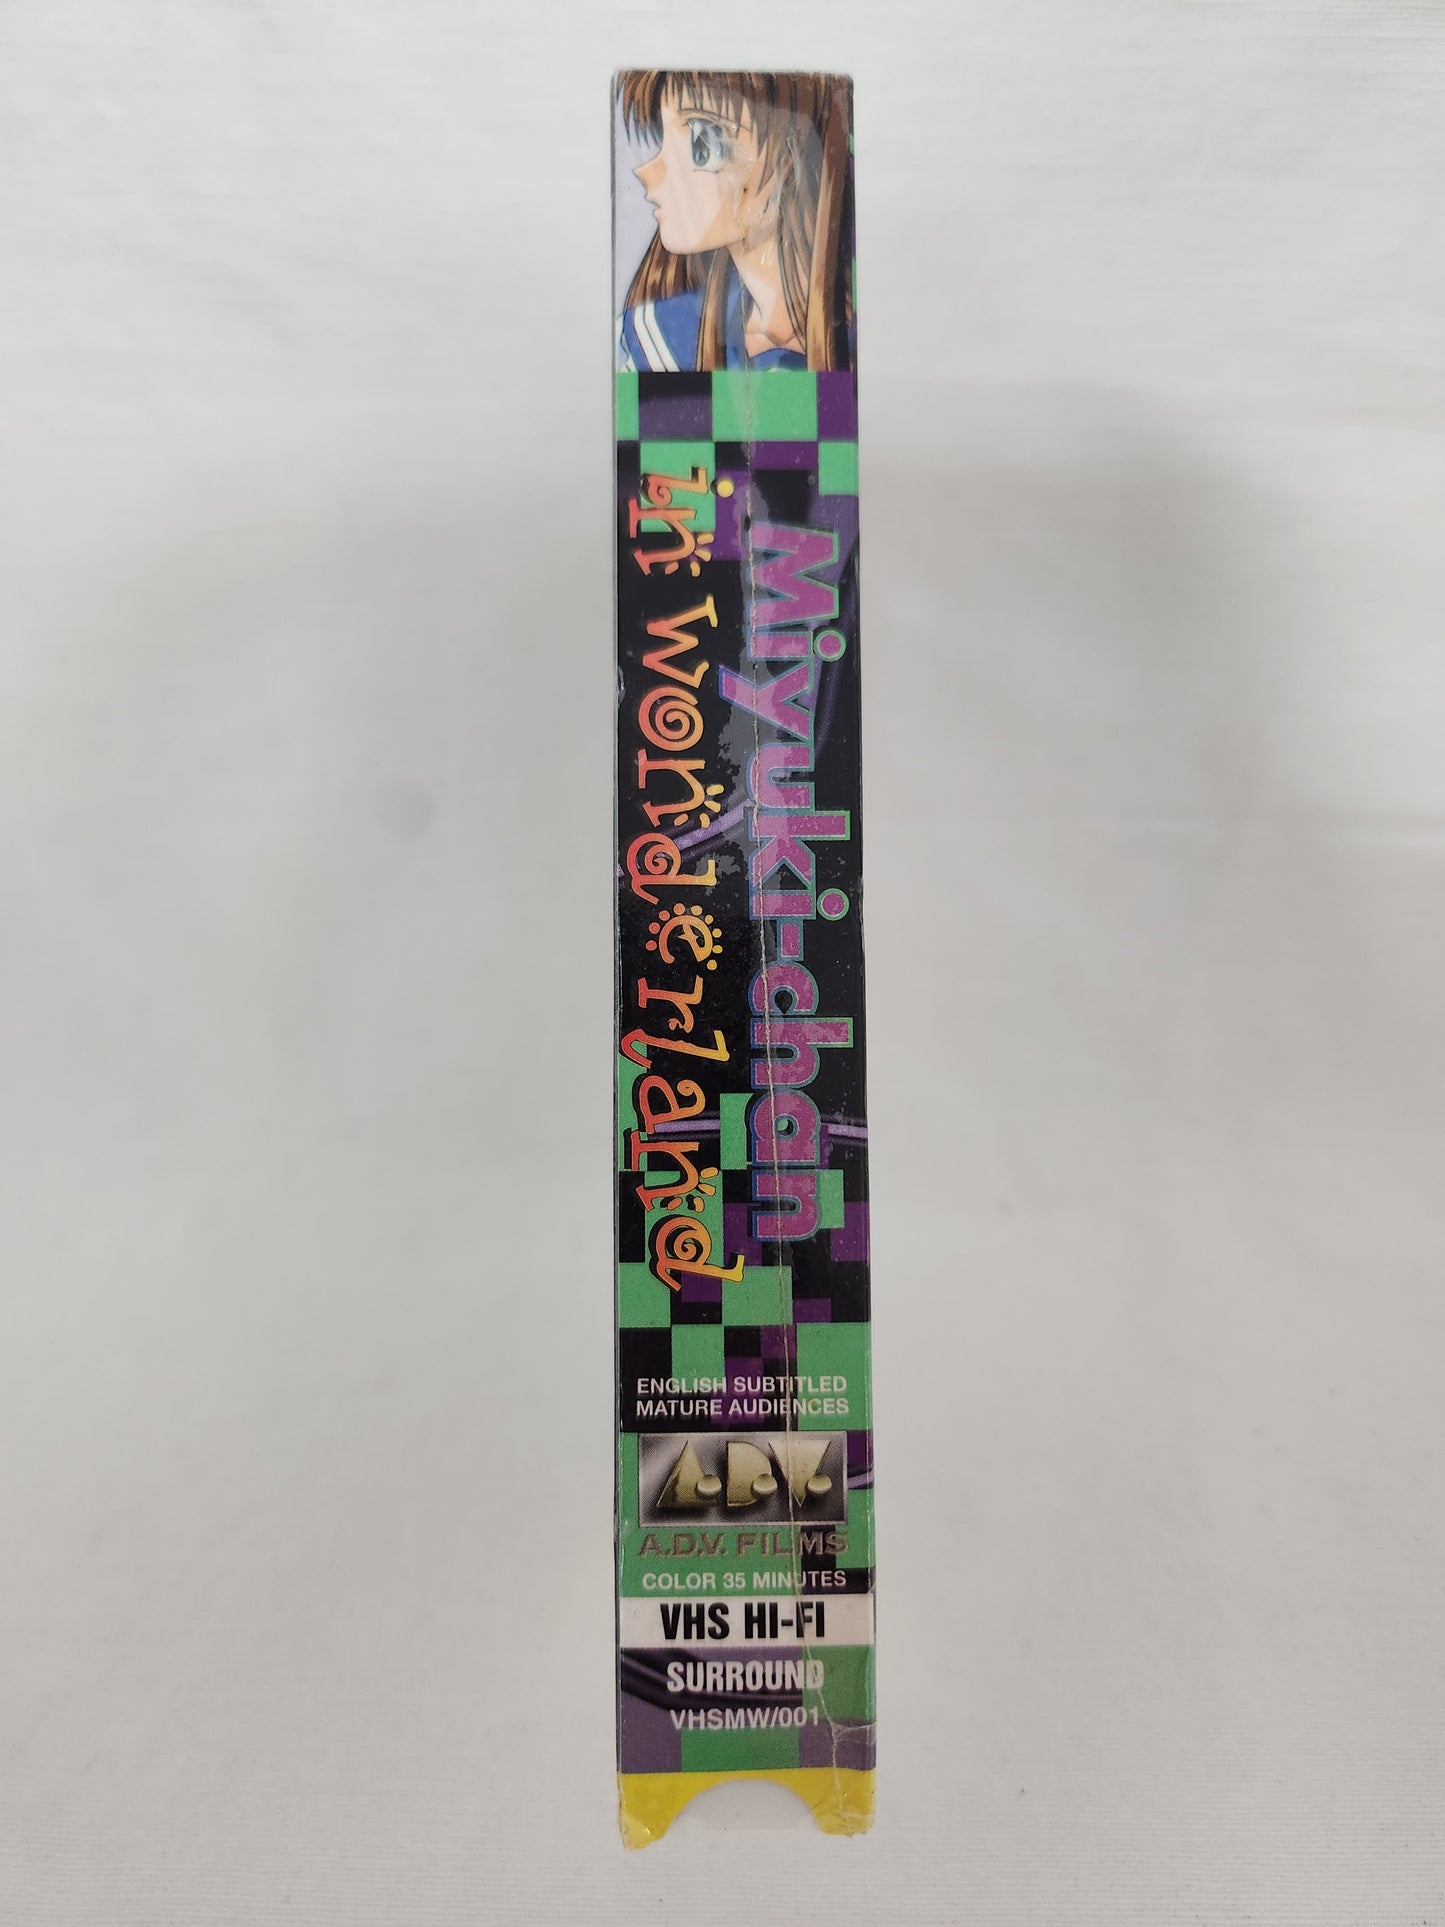 Miyuki-chan
in wonderland
ENGLISH SUBTITLED
MATURE AUDIENCES
A.D.V.
A.D.V. FILMS
COLOR 35 MINUTES
VHS HI-FI
SURROUND
VHSMW/001